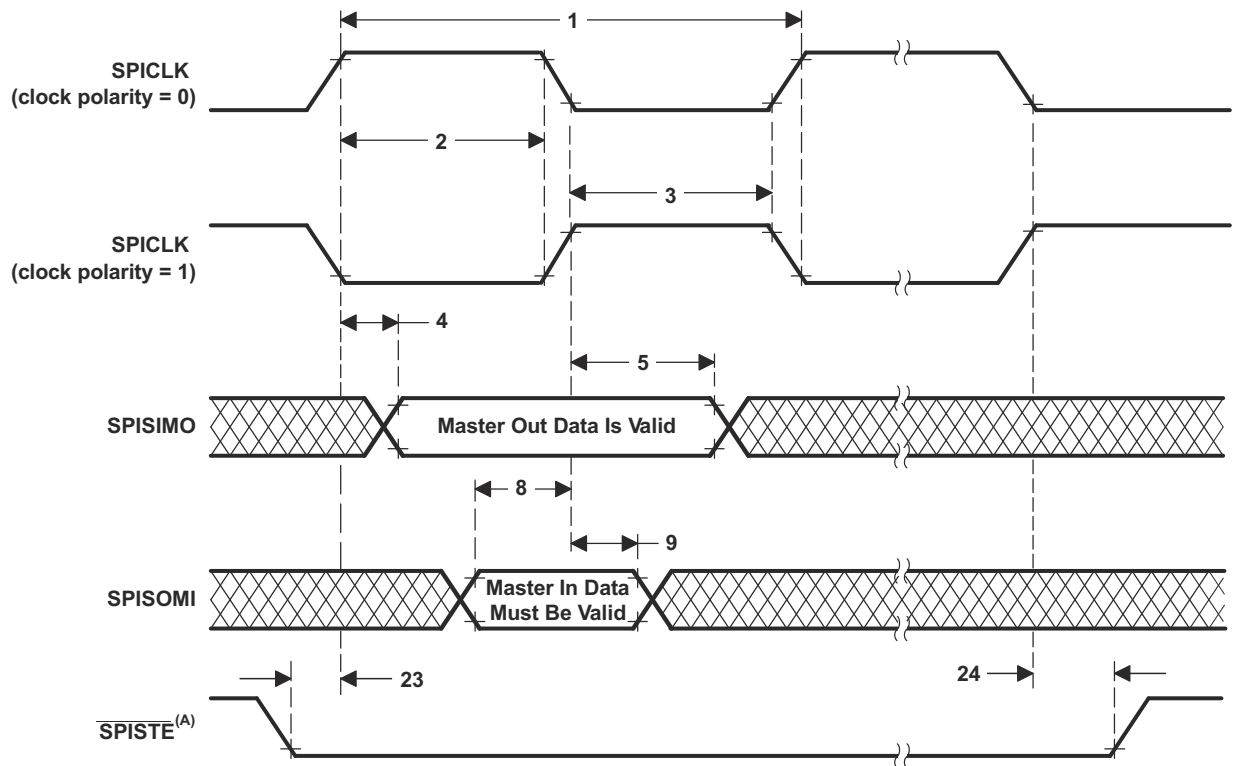 1
SPICLK
(clock polarity = 0)
2
3
SPICLK
(clock polarity = 1)
4
5
SPISIMO
Master Out Data Is Valid
8
9
SPISOMI
Master In Data
Must Be Valid
23
24
SPISTE(A)